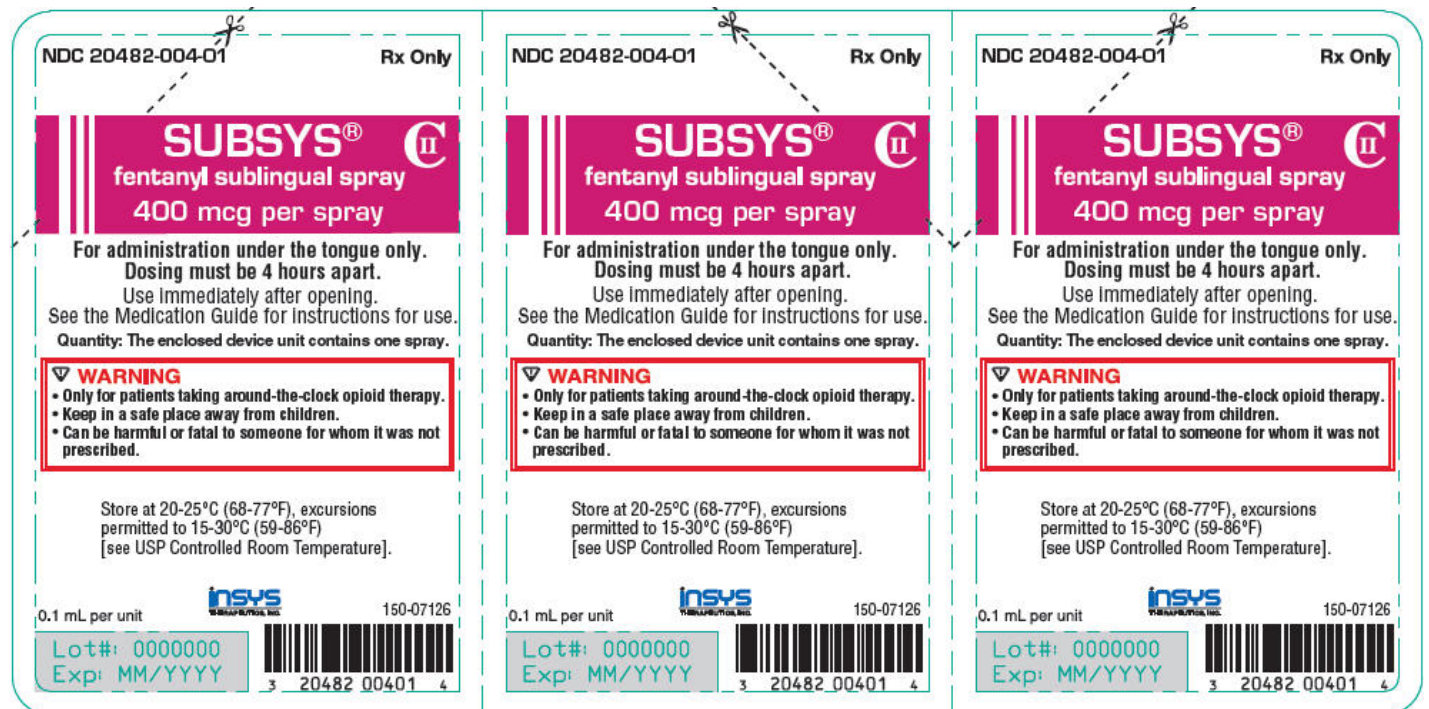 NDC 20482-004-01 Rx Only
SUBSYS® CII
fentanyl sublingual spray
400 mcg per spray
For administration under the tongue only.
Dosing must be 4 hours apart.
Use immediately after opening.
See the Medication Guide for instructions for use.
Quantity: The enclosed device unit contains one spray.
WARNING
• Only for patients taking around-the-clock opioid therapy.
• Keep in a safe place away from children.
• Can be harmful or fatal to someone for whom it was not
prescribed.
Store at 20-25°C (68-77°F), excursions
permitted to 15-30°C (59-86°F)
[see USP Controlled Room Temperature].
insys
THERAPEUTICS, INC.
0.1 mL per unit 150-07126
Lot#: 0000000
Exp: MM/YYYY
3 20482 00401 4
NDC 20482-004-01 Rx Only
SUBSYS® CII
fentanyl sublingual spray
400 mcg per spray
For administration under the tongue only.
Dosing must be 4 hours apart.
Use immediately after opening.
See the Medication Guide for instructions for use.
Quantity: The enclosed device unit contains one spray.
WARNING
• Only for patients taking around-the-clock opioid therapy.
• Keep in a safe place away from children.
• Can be harmful or fatal to someone for whom it was not
prescribed.
Store at 20-25°C (68-77°F), excursions
permitted to 15-30°C (59-86°F)
[see USP Controlled Room Temperature].
insys
THERAPEUTICS, INC.
0.1 mL per unit 150-07126
Lot#: 0000000
Exp: MM/YYYY
3 20482 00401 4
NDC 20482-004-01 Rx Only
SUBSYS® CII
fentanyl sublingual spray
400 mcg per spray
For administration under the tongue only.
Dosing must be 4 hours apart.
Use immediately after opening.
See the Medication Guide for instructions for use.
Quantity: The enclosed device unit contains one spray.
WARNING
• Only for patients taking around-the-clock opioid therapy.
• Keep in a safe place away from children.
• Can be harmful or fatal to someone for whom it was not
prescribed.
Store at 20-25°C (68-77°F), excursions
permitted to 15-30°C (59-86°F)
[see USP Controlled Room Temperature].
insys
THERAPEUTICS, INC.
0.1 mL per unit 150-07126
Lot#: 0000000
Exp: MM/YYYY
3 20482 00401 4